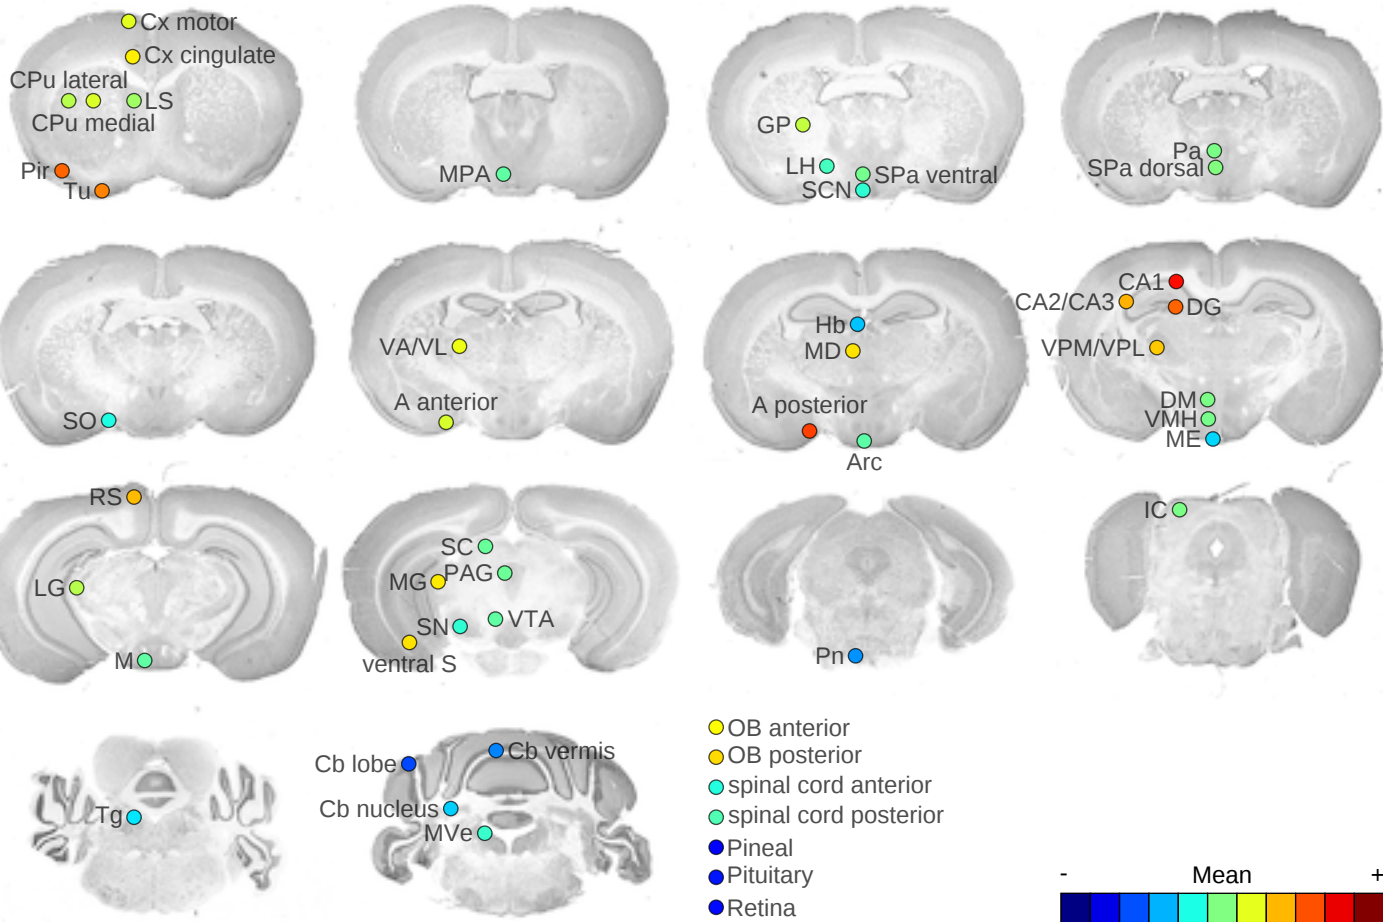 Cx motor
Cx cingulate
CPu lateral
LS
CPu medial
Pir
Tu
MPA
GP
LH
SPa ventral
SCN
Pa
SPa dorsal
SO
VA/VL
A anterior
Hb
MD
A posterior
Arc
CA1
CA2/CA3
DG
VPM/VPL
DM
VMH
ME
RS
LG
M
SC
MG
PAG
SN
VTA
ventral S
Pn
IC
Tg
Cb lobe
Cb vermis
Cb nucleus
MVe
OB anterior
OB posterior
spinal cord anterior
spinal cord posterior
Pineal
Pituitary
Retina
- Mean +